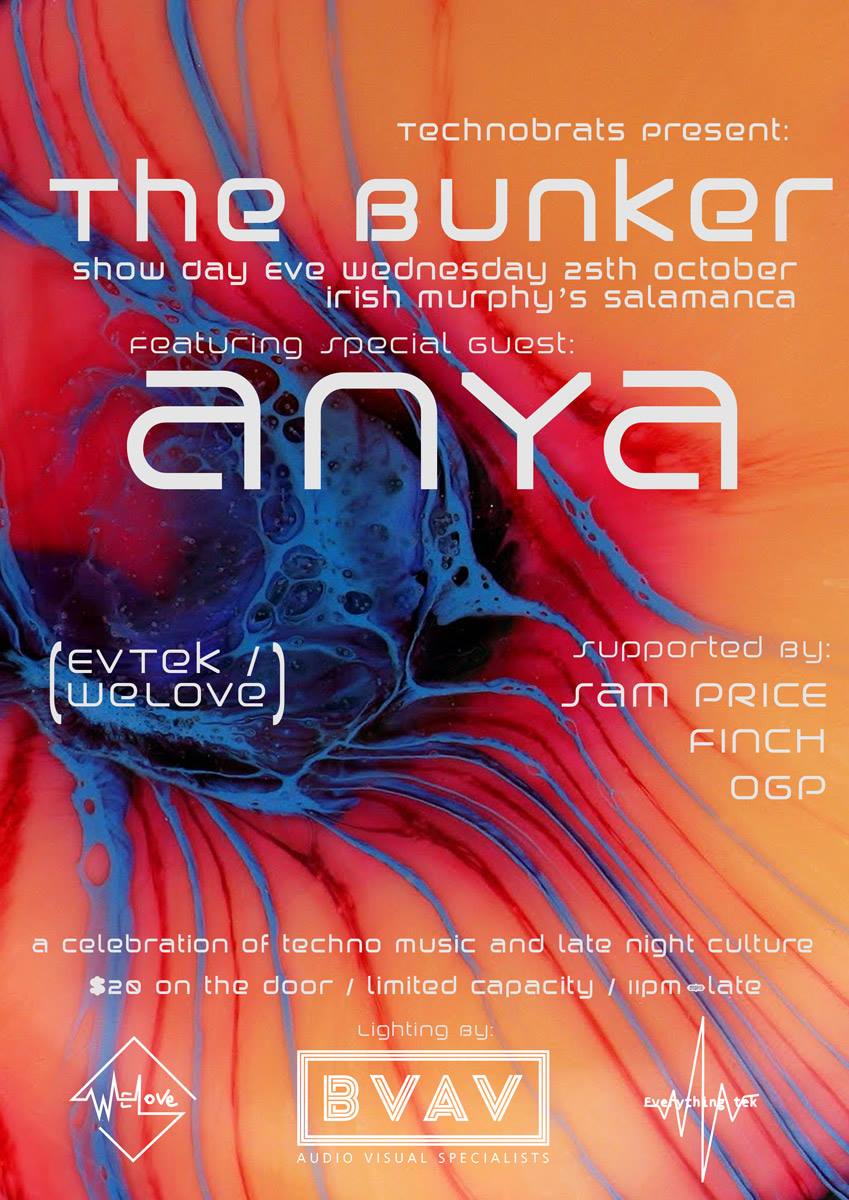 Technobrats Present:
The Bunker
Show Day Eve Wednesday 25th October
Irish Murphy's Salamanca
Featuring Special Guest:
ANYA
(EVTEK /
WELOVE)
Supported By:
SAM PRICE
FINCH
OGP
a celebration of techno music and late night culture
$20 on the door / limited capacity / 11pm-late
Lighting By:
WeLove
BVAV
AUDIO VISUAL SPECIALISTS
Everything tek